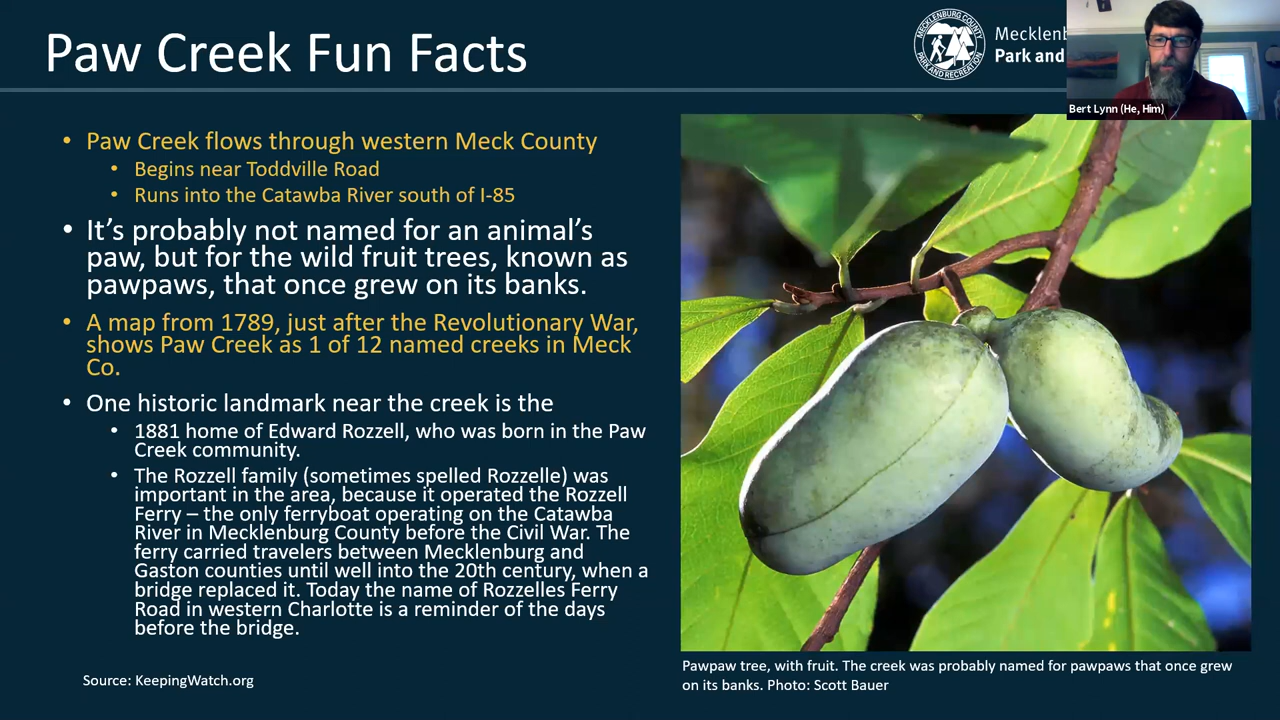 Paw Creek Fun Facts
MECKLENBURG COUNTY
PARK AND RECREATION
Park and
Bert Lynn (He, Him)
• Paw Creek flows through western Meck County
• Begins near Toddville Road
• Runs into the Catawba River south of I-85
• It's probably not named for an animal's
paw, but for the wild fruit trees, known as
pawpaws, that once grew on its banks.
• A map from 1789, just after the Revolutionary War,
shows Paw Creek as 1 of 12 named creeks in Meck
Co.
• One historic landmark near the creek is the
• 1881 home of Edward Rozzell, who was born in the Paw
Creek community.
• The Rozzell family (sometimes spelled Rozzelle) was
important in the area, because it operated the Rozzell
Ferry – the only ferryboat operating on the Catawba
River in Mecklenburg County before the Civil War. The
ferry carried travelers between Mecklenburg and
Gaston counties until well into the 20th century, when a
bridge replaced it. Today the name of Rozzelles Ferry
Road in western Charlotte is a reminder of the days
before the bridge.
Source: KeepingWatch.org
Pawpaw tree, with fruit. The creek was probably named for pawpaws that once grew
on its banks. Photo: Scott Bauer